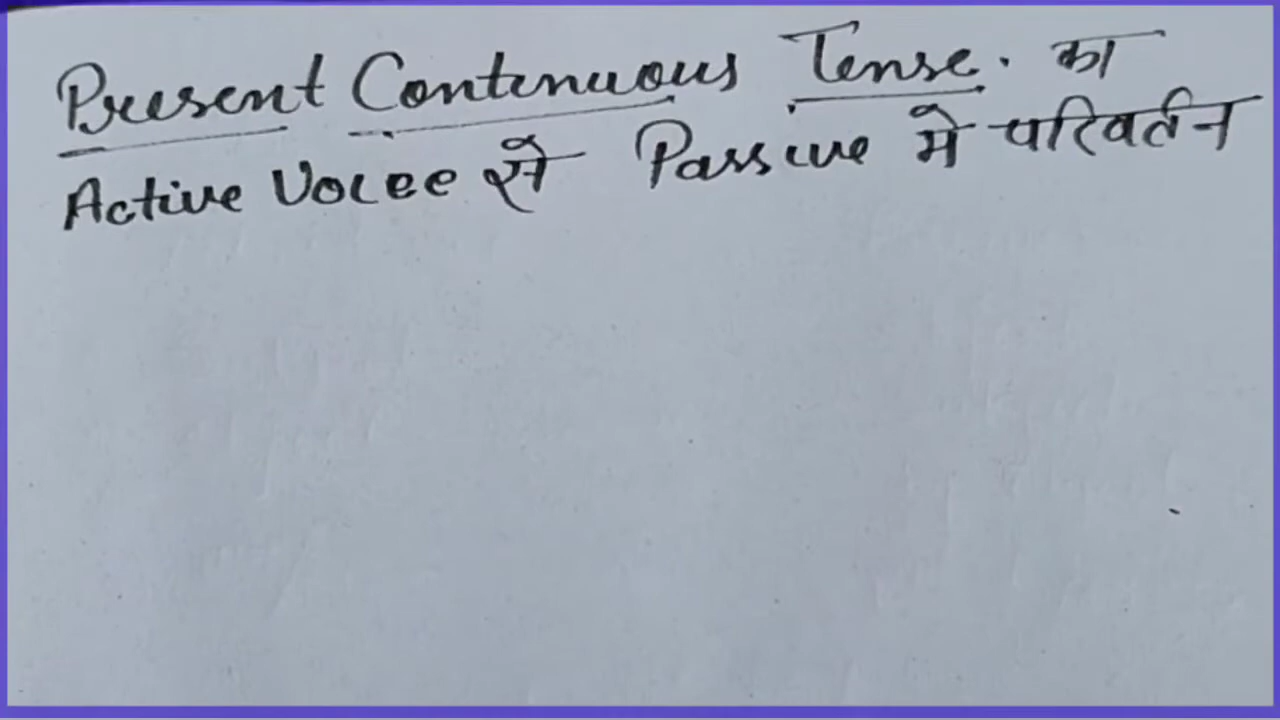 Present Continuous Tense. का
Active Voice से Passive मे परिवर्तन